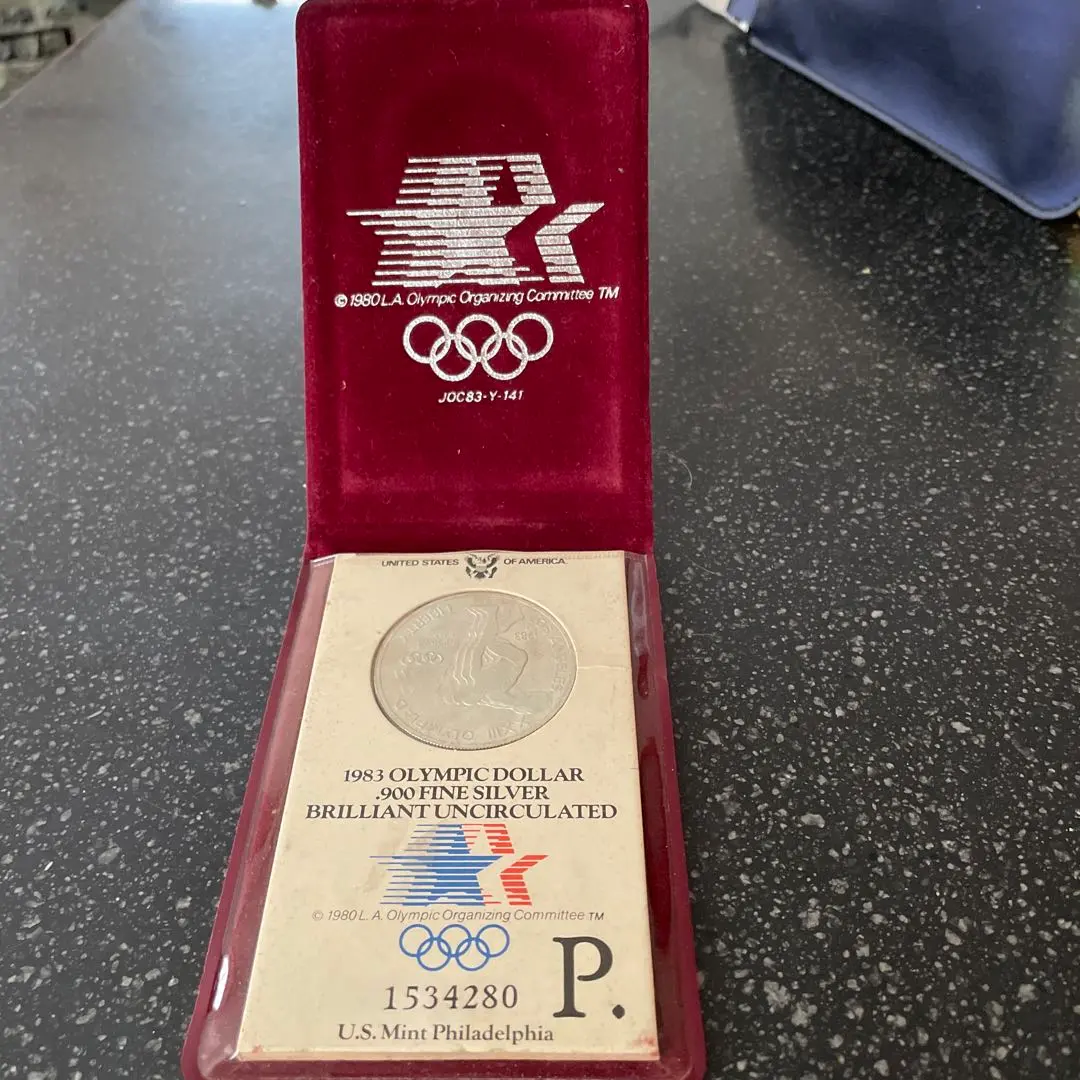 © 1980 L.A. Olympic Organizing Committee TM
JOC83-Y-141
UNITED STATES OF AMERICA
1983 OLYMPIC DOLLAR
.900 FINE SILVER
BRILLIANT UNCIRCULATED
© 1980 L. A. Olympic Organizing Committee TM
1534280
P.
U.S. Mint Philadelphia